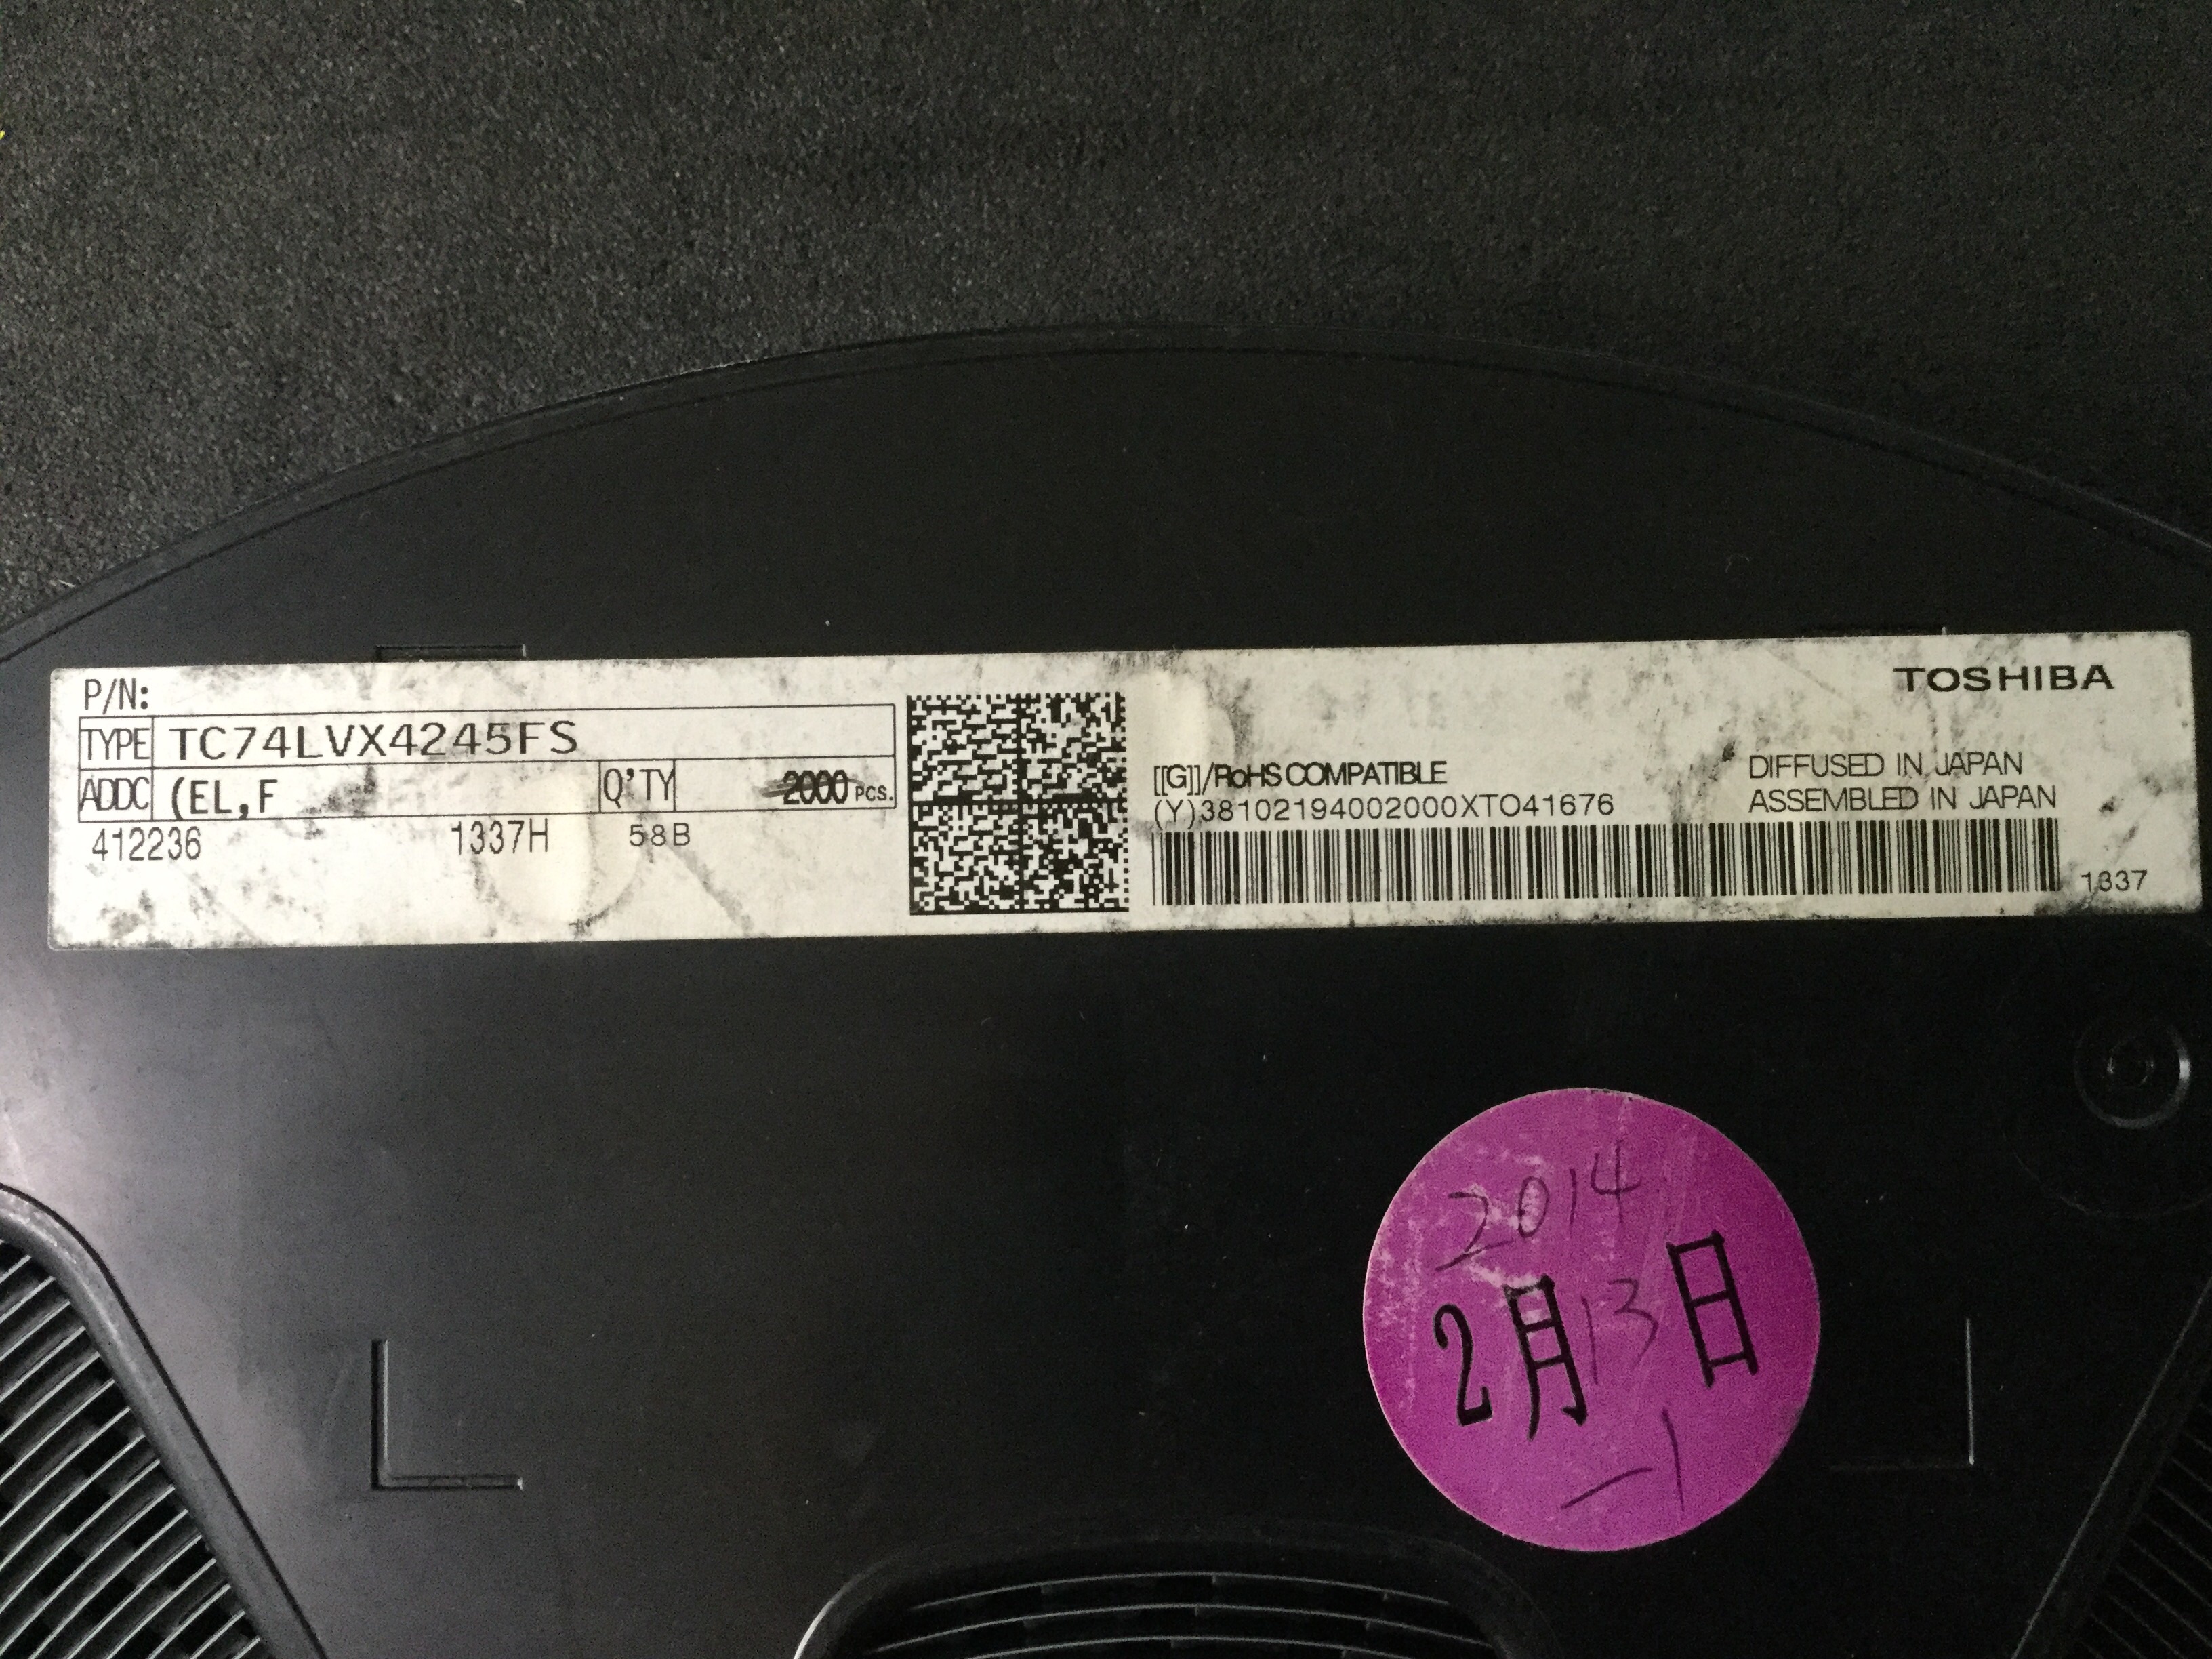 P/N:
TYPE TC74LVX4245FS
ADDC (EL,F Q'TY 2000 PCS.
412236 1337H 58B
TOSHIBA
[[G]]/RoHS COMPATIBLE
(Y)38102194002000XTO41676
DIFFUSED IN JAPAN
ASSEMBLED IN JAPAN
1337
2014
2月13日
-1